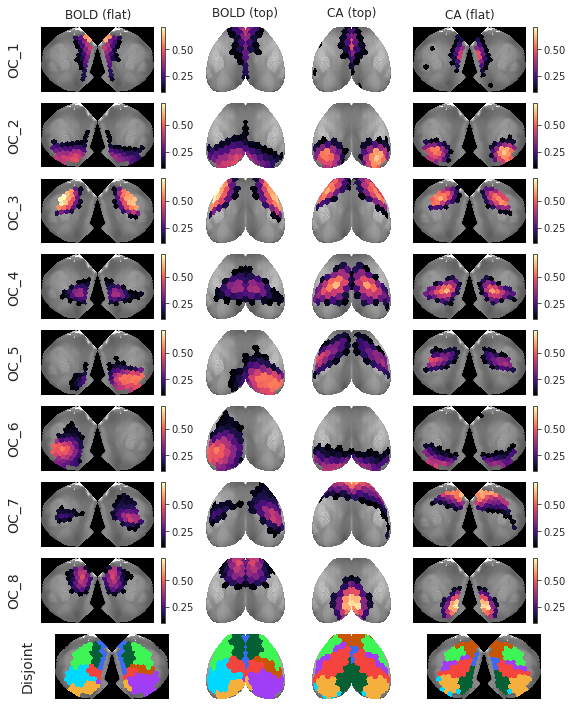 BOLD (flat) BOLD (top) CA (top) CA (flat)
OC_1 0.50 0.25 0.50 0.25
OC_2 0.50 0.25 0.50 0.25
OC_3 0.50 0.25 0.50 0.25
OC_4 0.50 0.25 0.50 0.25
OC_5 0.50 0.25 0.50 0.25
OC_6 0.50 0.25 0.50 0.25
OC_7 0.50 0.25 0.50 0.25
OC_8 0.50 0.25 0.50 0.25
Disjoint